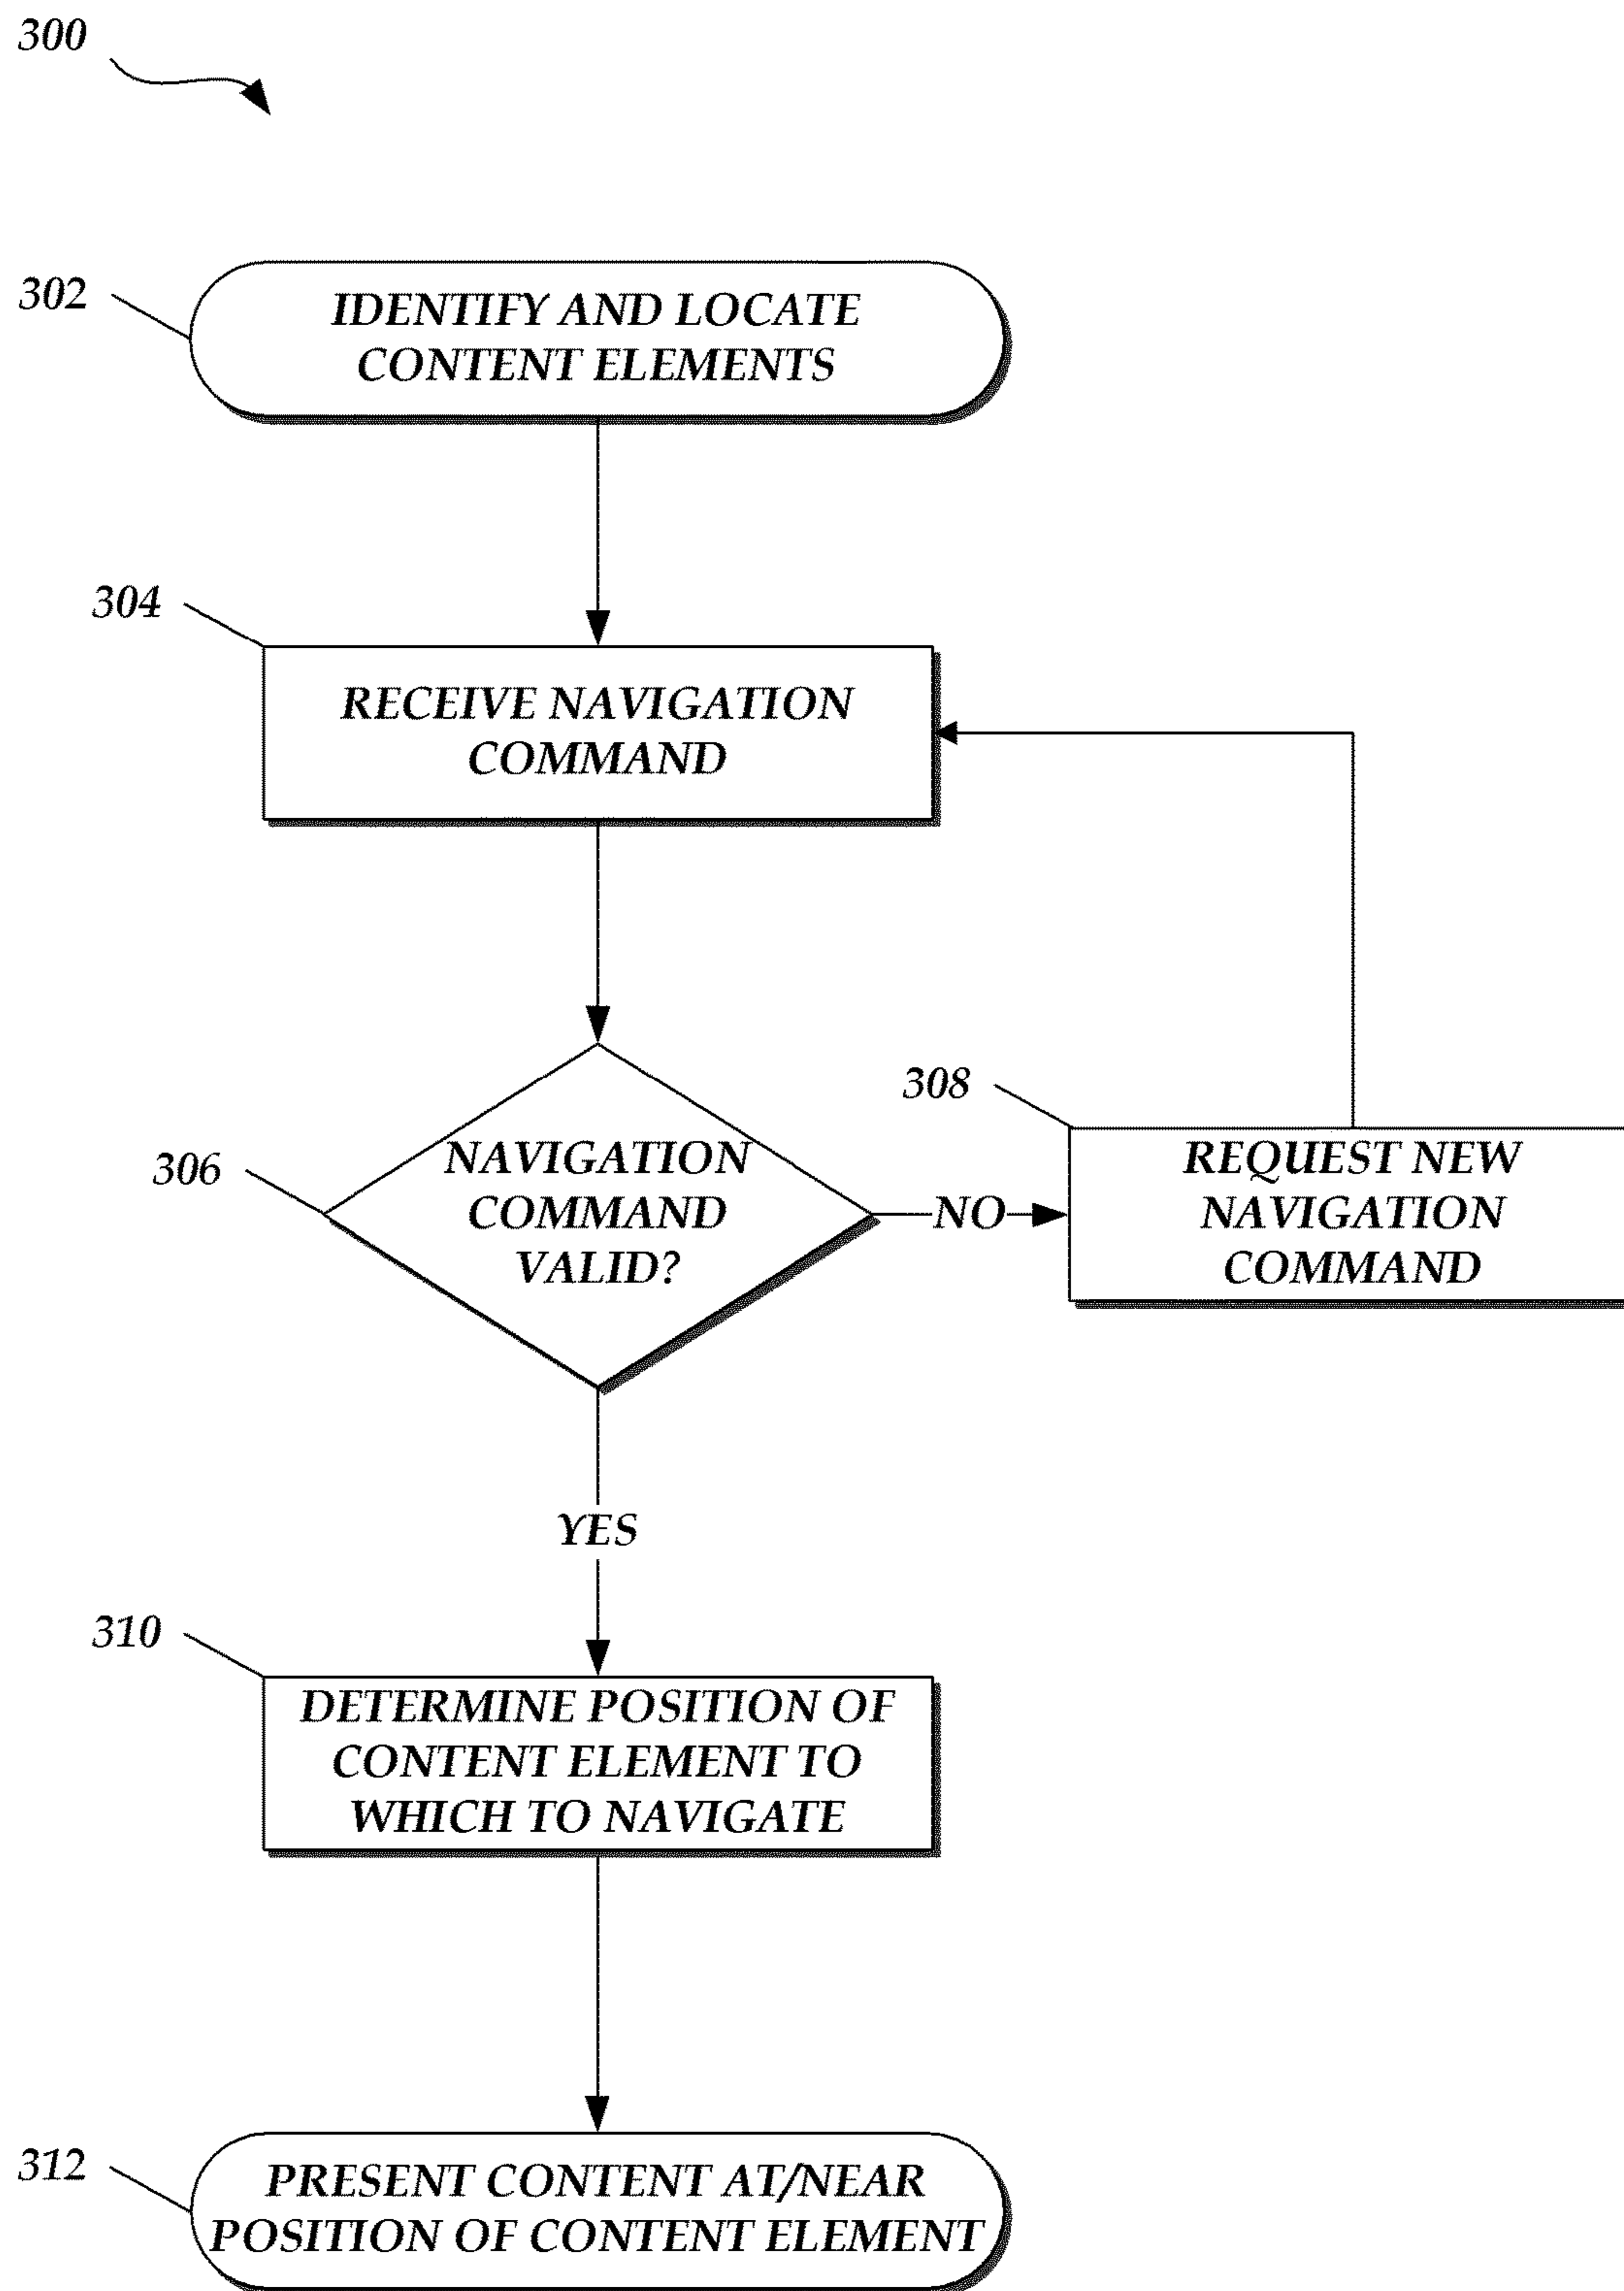 300
302
IDENTIFY AND LOCATE
CONTENT ELEMENTS
304
RECEIVE NAVIGATION
COMMAND
306
NAVIGATION
COMMAND
VALID?
NO
308
REQUEST NEW
NAVIGATION
COMMAND
YES
310
DETERMINE POSITION OF
CONTENT ELEMENT TO
WHICH TO NAVIGATE
312
PRESENT CONTENT AT/NEAR
POSITION OF CONTENT ELEMENT